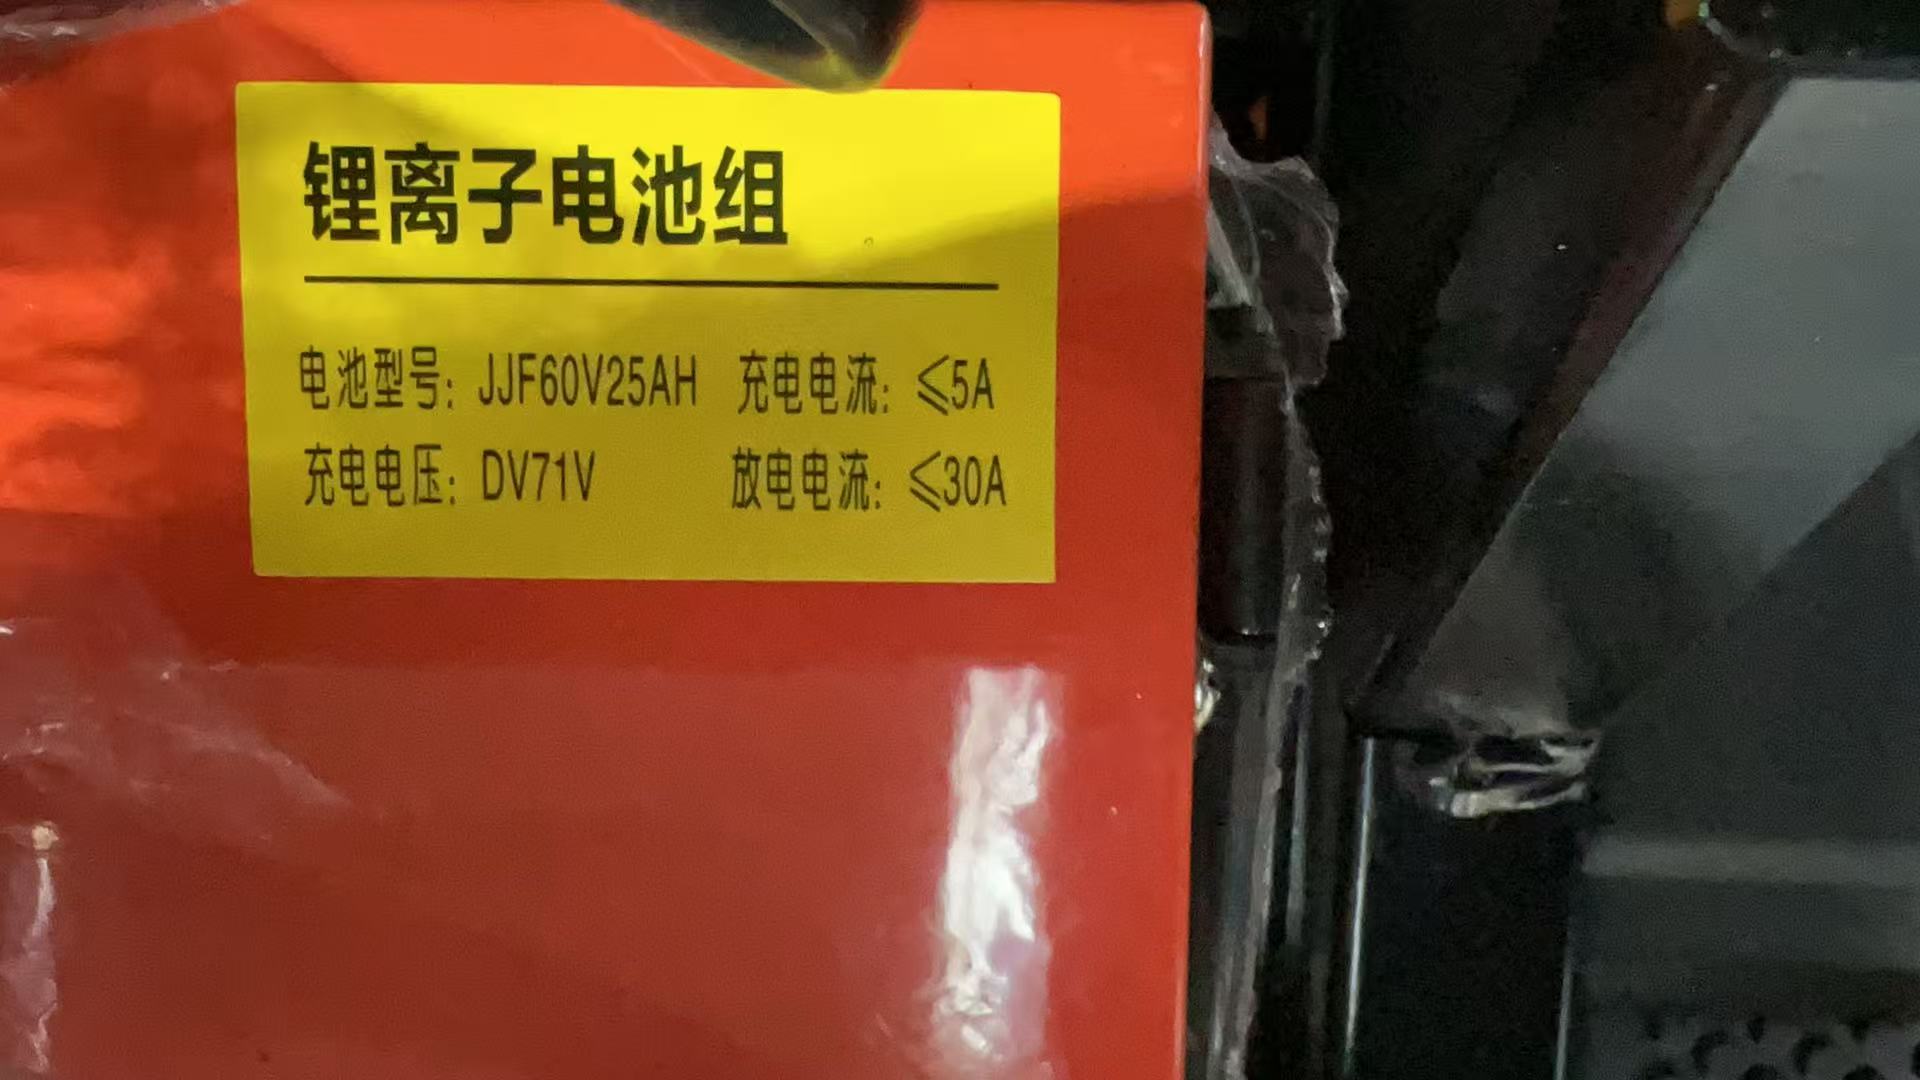 锂离子电池组
电池型号: JJF60V25AH 充电电流: ≤5A
充电电压: DV71V 放电电流: ≤30A